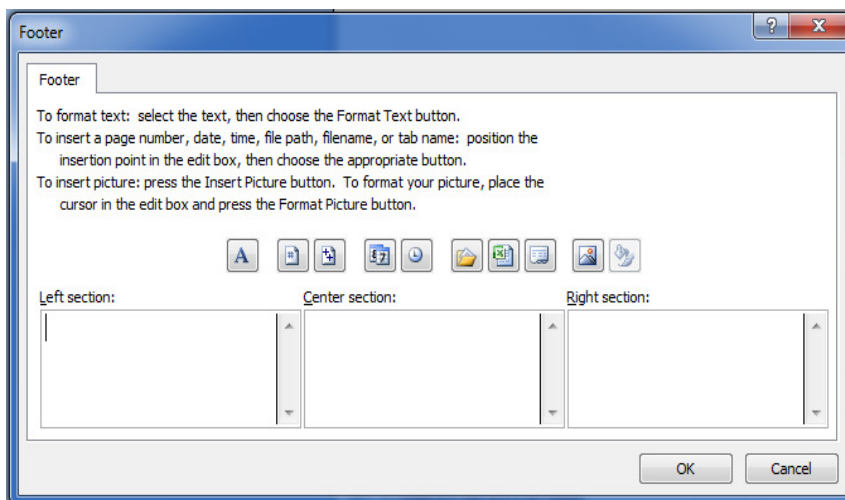 Footer
Footer
To format text: select the text, then choose the Format Text button.
To insert a page number, date, time, file path, filename, or tab name: position the
insertion point in the edit box, then choose the appropriate button.
To insert picture: press the Insert Picture button. To format your picture, place the
cursor in the edit box and press the Format Picture button.
A
Left section: Center section: Right section:
OK Cancel